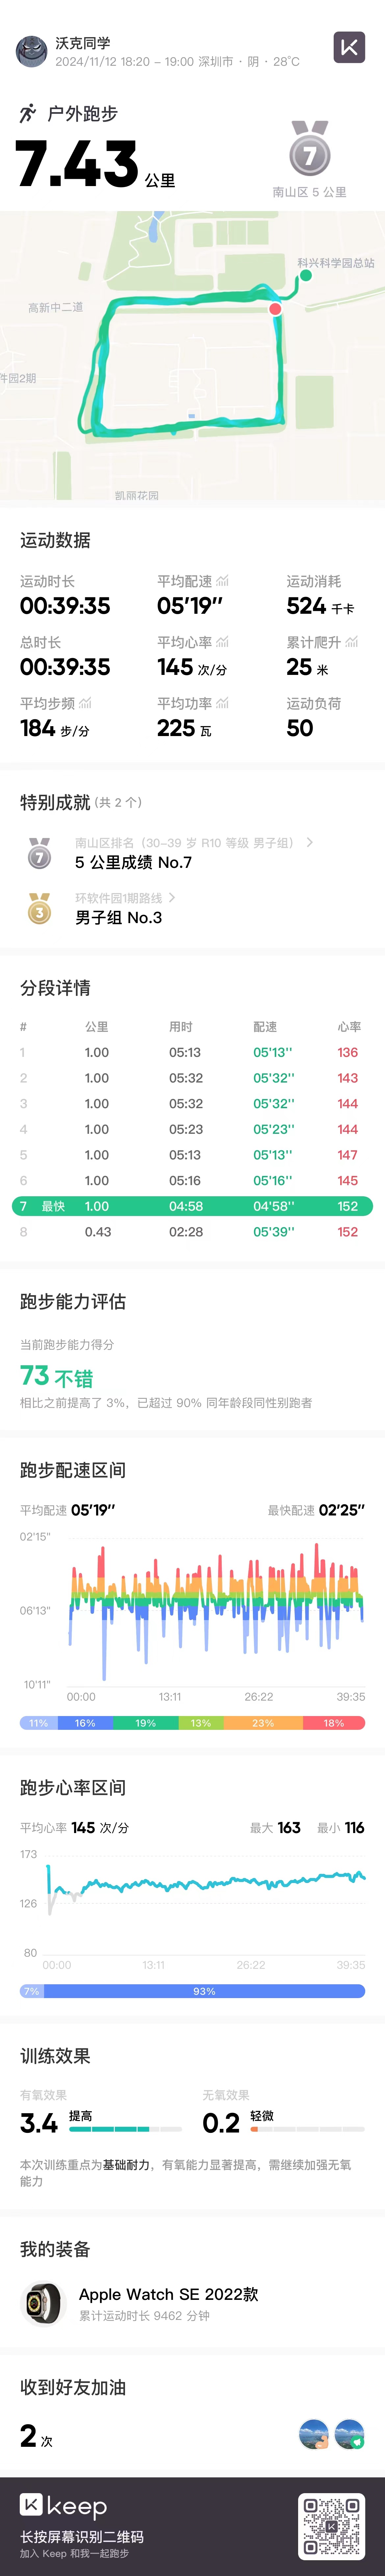 沃克同学
2024/11/12 18:20 - 19:00 深圳市 · 阴 · 28°C
户外跑步
7.43 公里
7
南山区 5 公里
科兴科学园总站
高新中二道
件园2期
凯丽花园
运动数据
运动时长 平均配速 运动消耗
00:39:35 05'19'' 524 千卡
总时长 平均心率 累计爬升
00:39:35 145 次/分 25 米
平均步频 平均功率 运动负荷
184 步/分 225 瓦 50
特别成就 (共 2 个)
7
南山区排名（30-39 岁 R10 等级 男子组）
5 公里成绩 No.7
3
环软件园1期路线
男子组 No.3
分段详情
# 公里 用时 配速 心率
1 1.00 05:13 05'13'' 136
2 1.00 05:32 05'32'' 143
3 1.00 05:32 05'32'' 144
4 1.00 05:23 05'23'' 144
5 1.00 05:13 05'13'' 147
6 1.00 05:16 05'16'' 145
7 最快 1.00 04:58 04'58'' 152
8 0.43 02:28 05'39'' 152
跑步能力评估
当前跑步能力得分
73 不错
相比之前提高了 3%，已超过 90% 同年龄段同性别跑者
跑步配速区间
平均配速 05'19'' 最快配速 02'25''
02'15''
06'13''
10'11''
00:00 13:11 26:22 39:35
11% 16% 19% 13% 23% 18%
跑步心率区间
平均心率 145 次/分 最大 163 最小 116
173
126
80
00:00 13:11 26:22 39:35
7% 93%
训练效果
有氧效果 无氧效果
3.4 提高 0.2 轻微
本次训练重点为基础耐力，有氧能力显著提高，需继续加强无氧
能力
我的装备
Apple Watch SE 2022款
累计运动时长 9462 分钟
收到好友加油
2 次
keep
长按屏幕识别二维码
加入 Keep 和我一起跑步